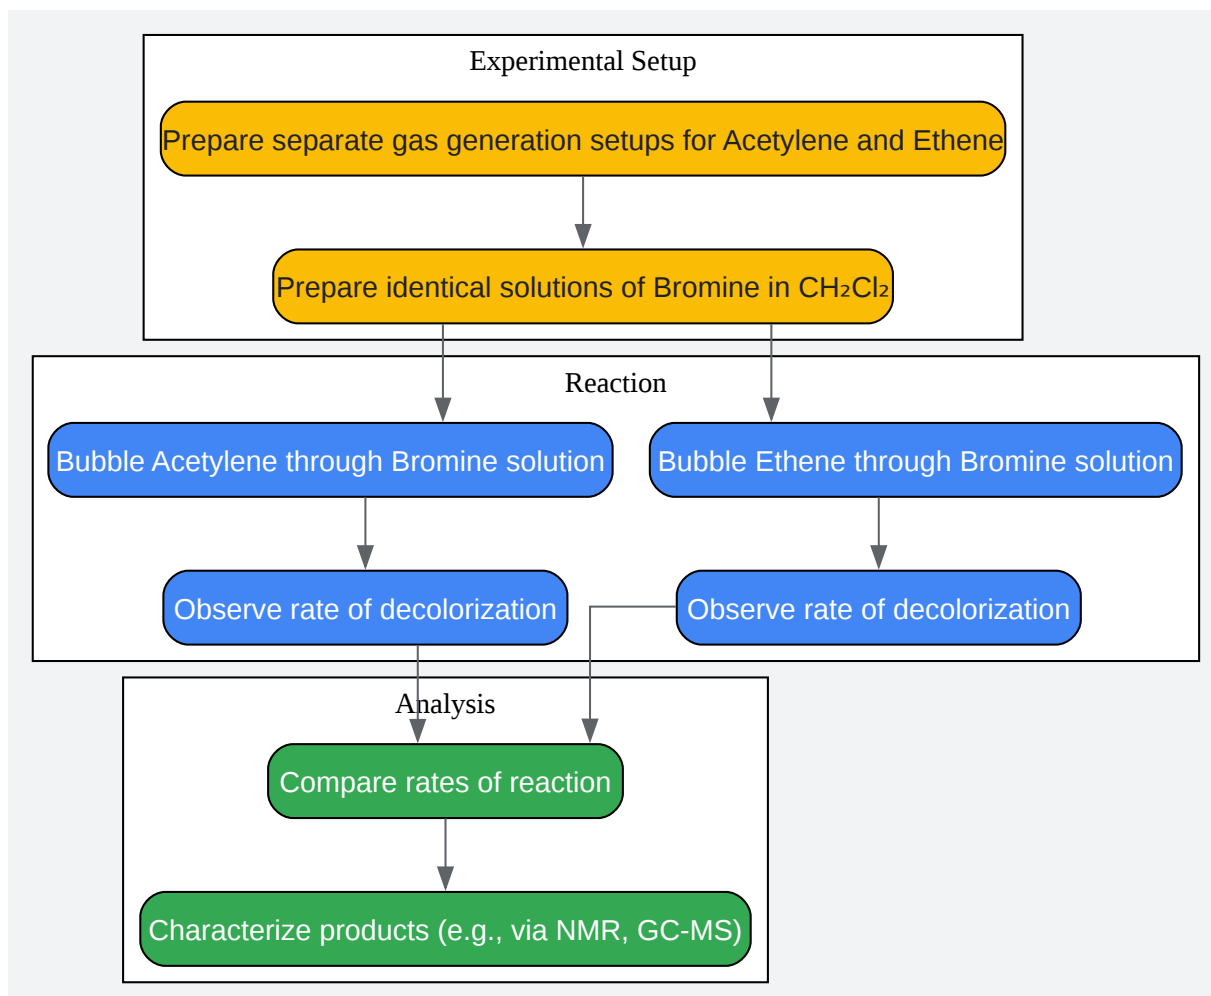 Experimental Setup
Prepare separate gas generation setups for Acetylene and Ethene
Prepare identical solutions of Bromine in CH₂Cl₂
Reaction
Bubble Acetylene through Bromine solution
Bubble Ethene through Bromine solution
Observe rate of decolorization
Observe rate of decolorization
Analysis
Compare rates of reaction
Characterize products (e.g., via NMR, GC-MS)